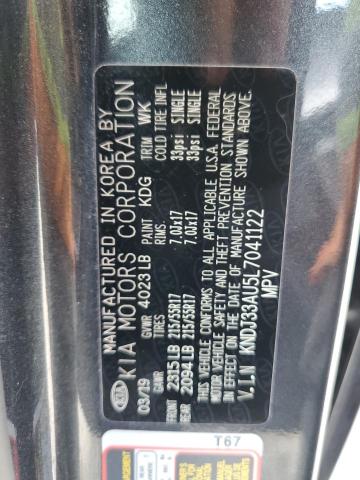 MANUFACTURED IN KOREA BY
KIA MOTORS CORPORATION
KIA
03/19 GVWR 4023 LB PAINT KDG TRIM WK
GAWR TIRES RIMS. COLD TIRE INFL
FRONT 2315 LB 215/55R17 7.0Jx17 33psi SINGLE
REAR 2094 LB 215/55R17 7.0Jx17 33psi SINGLE
THIS VEHICLE CONFORMS TO ALL APPLICABLE U.S.A. FEDERAL
MOTOR VEHICLE SAFETY AND THEFT PREVENTION STANDARDS
IN EFFECT ON THE DATE OF MANUFACTURE SHOWN ABOVE.
V.I.N KNDJ33AU5L7041122
MPV
T67